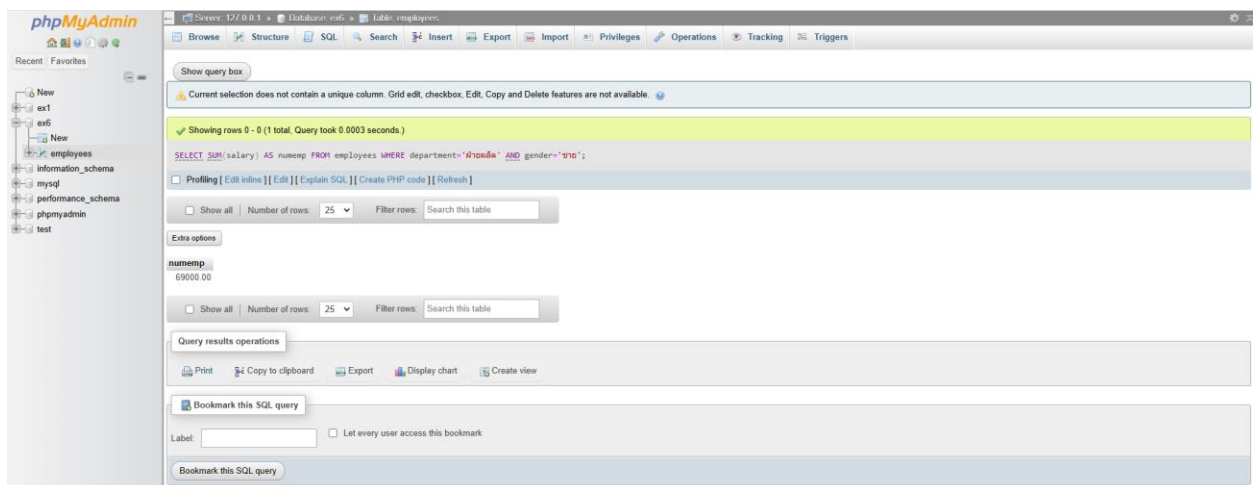 phpMyAdmin
Recent Favorites
New
ex1
ex6
New
employees
information_schema
mysql
performance_schema
phpmyadmin
test
Server: 127.0.0.1 » Database: ex6 » Table: employees
Browse Structure SQL Search Insert Export Import Privileges Operations Tracking Triggers
Show query box
Current selection does not contain a unique column. Grid edit, checkbox, Edit, Copy and Delete features are not available.
Showing rows 0 - 0 (1 total, Query took 0.0003 seconds.)
SELECT SUM(salary) AS numemp FROM employees WHERE department='ฝ่ายผลิต' AND gender='ชาย';
Profiling [ Edit inline ] [ Edit ] [ Explain SQL ] [ Create PHP code ] [ Refresh ]
Show all | Number of rows: 25 Filter rows: Search this table
Extra options
numemp
69000.00
Show all | Number of rows: 25 Filter rows: Search this table
Query results operations
Print Copy to clipboard Export Display chart Create view
Bookmark this SQL query
Label: Let every user access this bookmark
Bookmark this SQL query